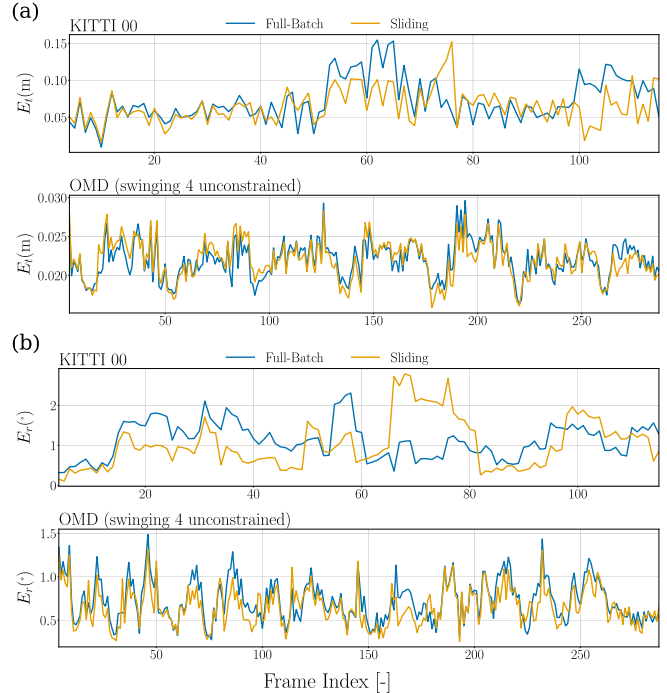 (a)
KITTI 00
Full-Batch
Sliding
E_t(m)
0.15
0.10
0.05
20
40
60
80
100
OMD (swinging 4 unconstrained)
E_t(m)
0.030
0.025
0.020
50
100
150
200
250
(b)
KITTI 00
Full-Batch
Sliding
E_r(°)
2
1
0
20
40
60
80
100
OMD (swinging 4 unconstrained)
E_r(°)
1.5
1.0
0.5
50
100
150
200
250
Frame Index [-]